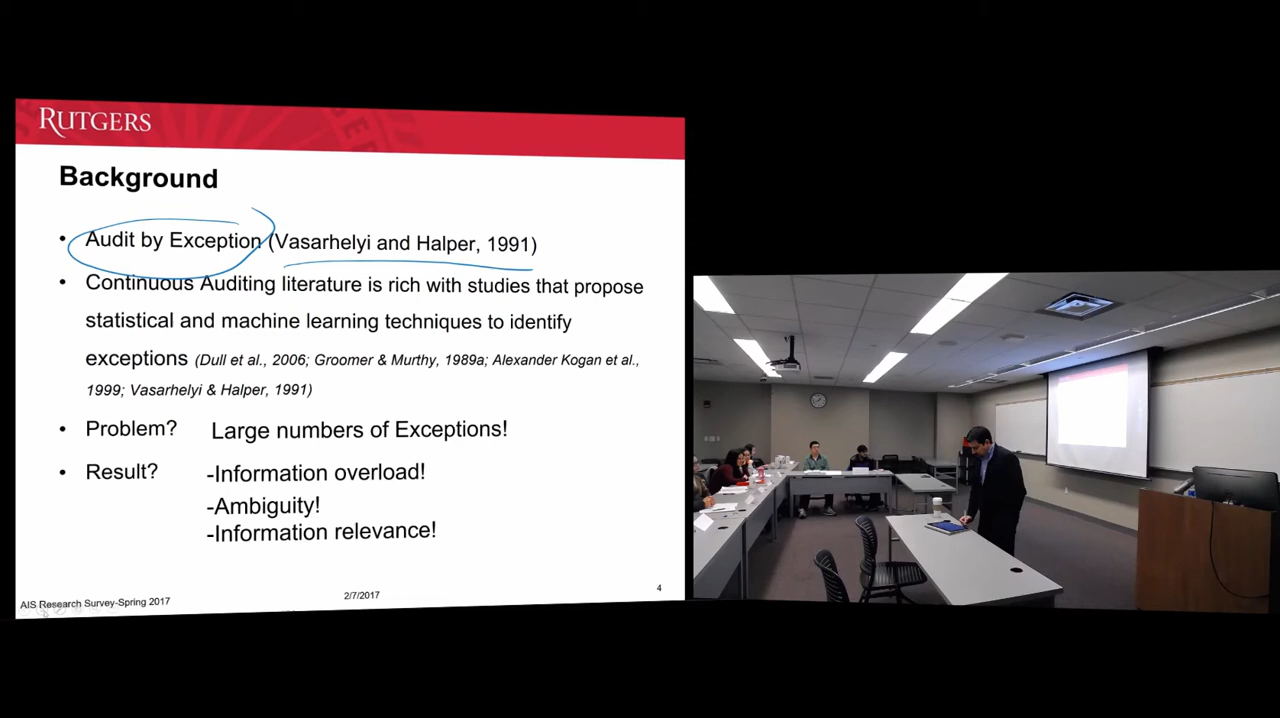 RUTGERS
Background
• Audit by Exception (Vasarhelyi and Halper, 1991)
• Continuous Auditing literature is rich with studies that propose
statistical and machine learning techniques to identify
exceptions (Dull et al., 2006; Groomer & Murthy, 1989a; Alexander Kogan et al.,
1999; Vasarhelyi & Halper, 1991)
• Problem? Large numbers of Exceptions!
• Result? -Information overload!
-Ambiguity!
-Information relevance!
AIS Research Survey-Spring 2017 2/7/2017 4